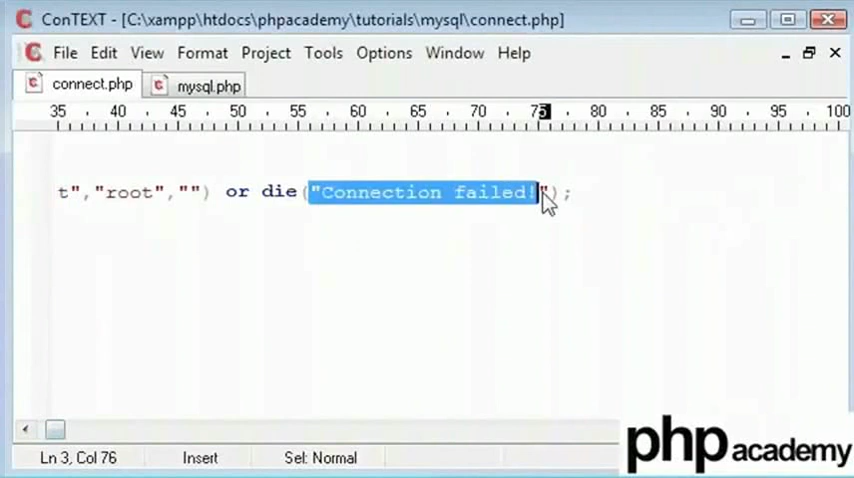 ConTEXT - [C:\xampp\htdocs\phpacademy\tutorials\mysql\connect.php]
File Edit View Format Project Tools Options Window Help
connect.php mysql.php
35 40 45 50 55 60 65 70 75 80 85 90 95 100
t","root","") or die("Connection failed!");
Ln 3, Col 76 Insert Sel: Normal
php academy